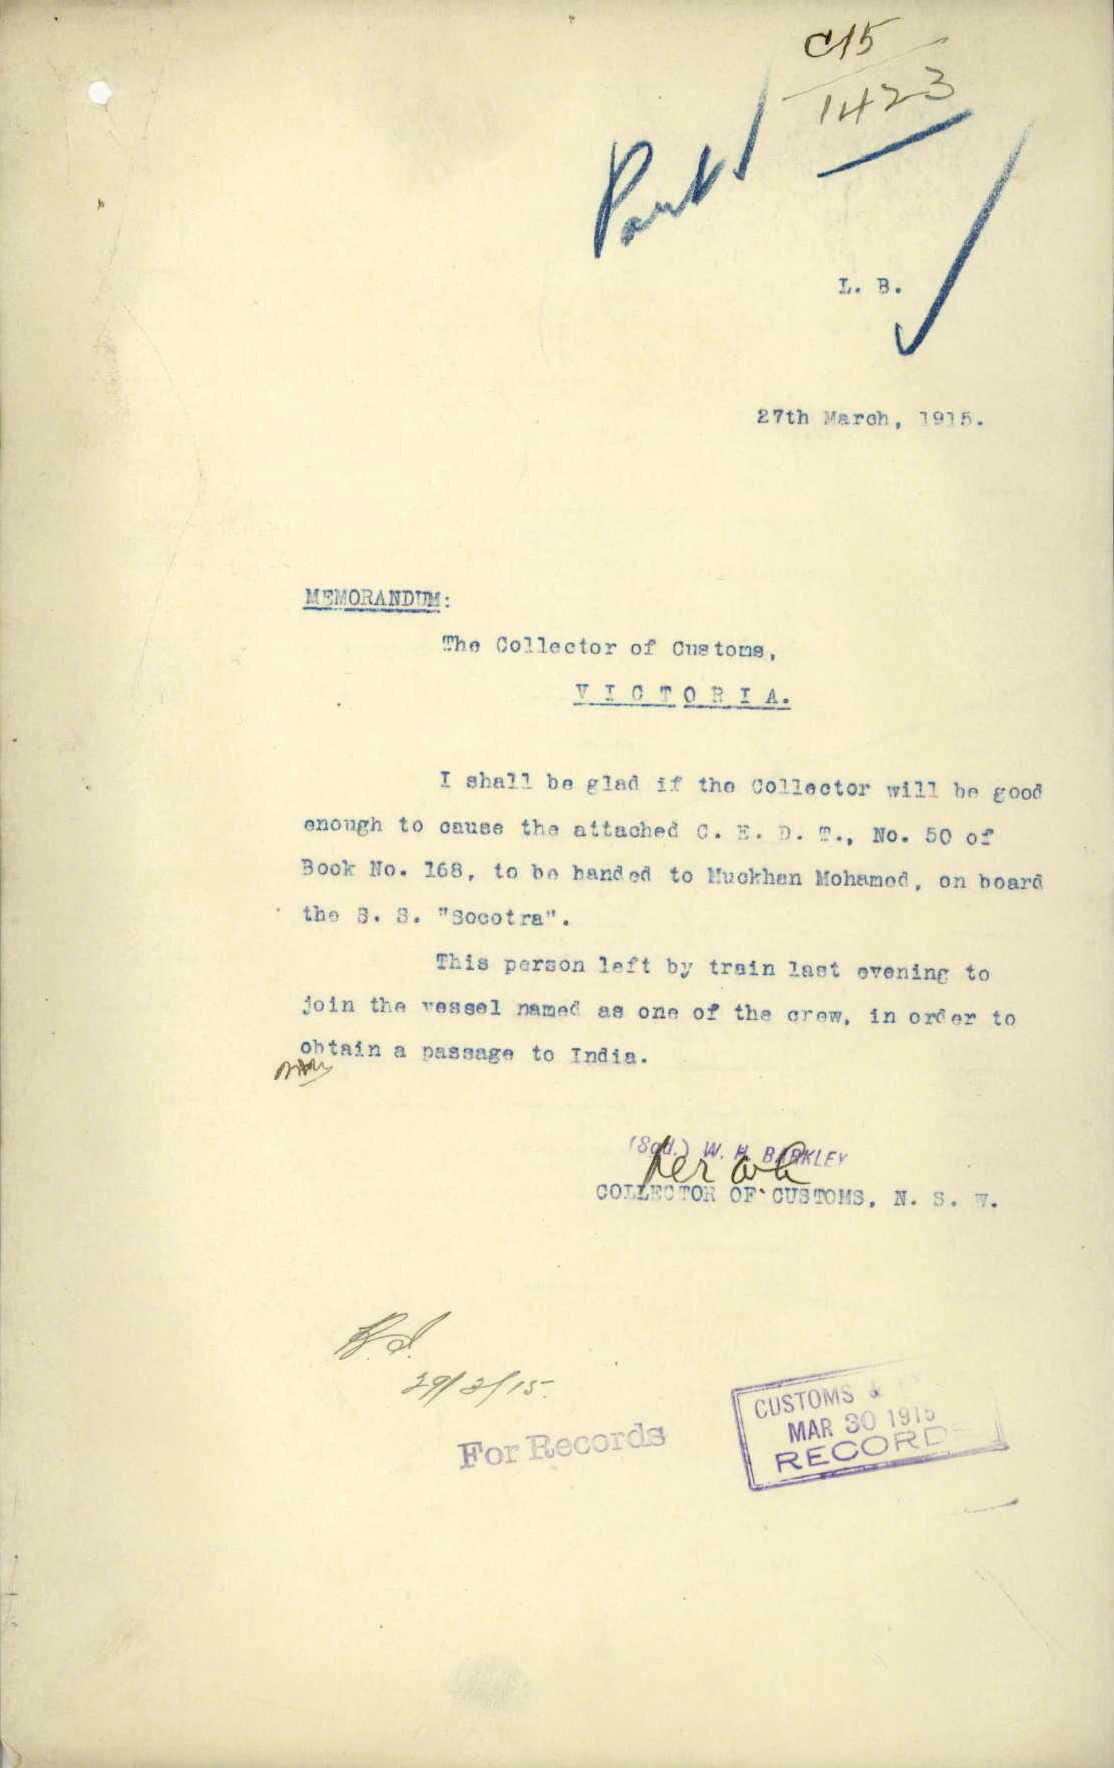 C15
1423
L. B.
27th March, 1915.
MEMORANDUM:
The Collector of Customs,
VICTORIA.
I shall be glad if the Collector will be good
enough to cause the attached C. E. D. T., No. 50 of
Book No. 168, to be handed to Muckhan Mohamed, on board
the S. S. "Socotra".
This person left by train last evening to
join the vessel named as one of the crew, in order to
obtain a passage to India.
(Sgd.) W. H. BARKLEY
per
COLLECTOR OF CUSTOMS, N. S. W.
29/3/15.
For Records
CUSTOMS &
MAR 30 1915
RECORD